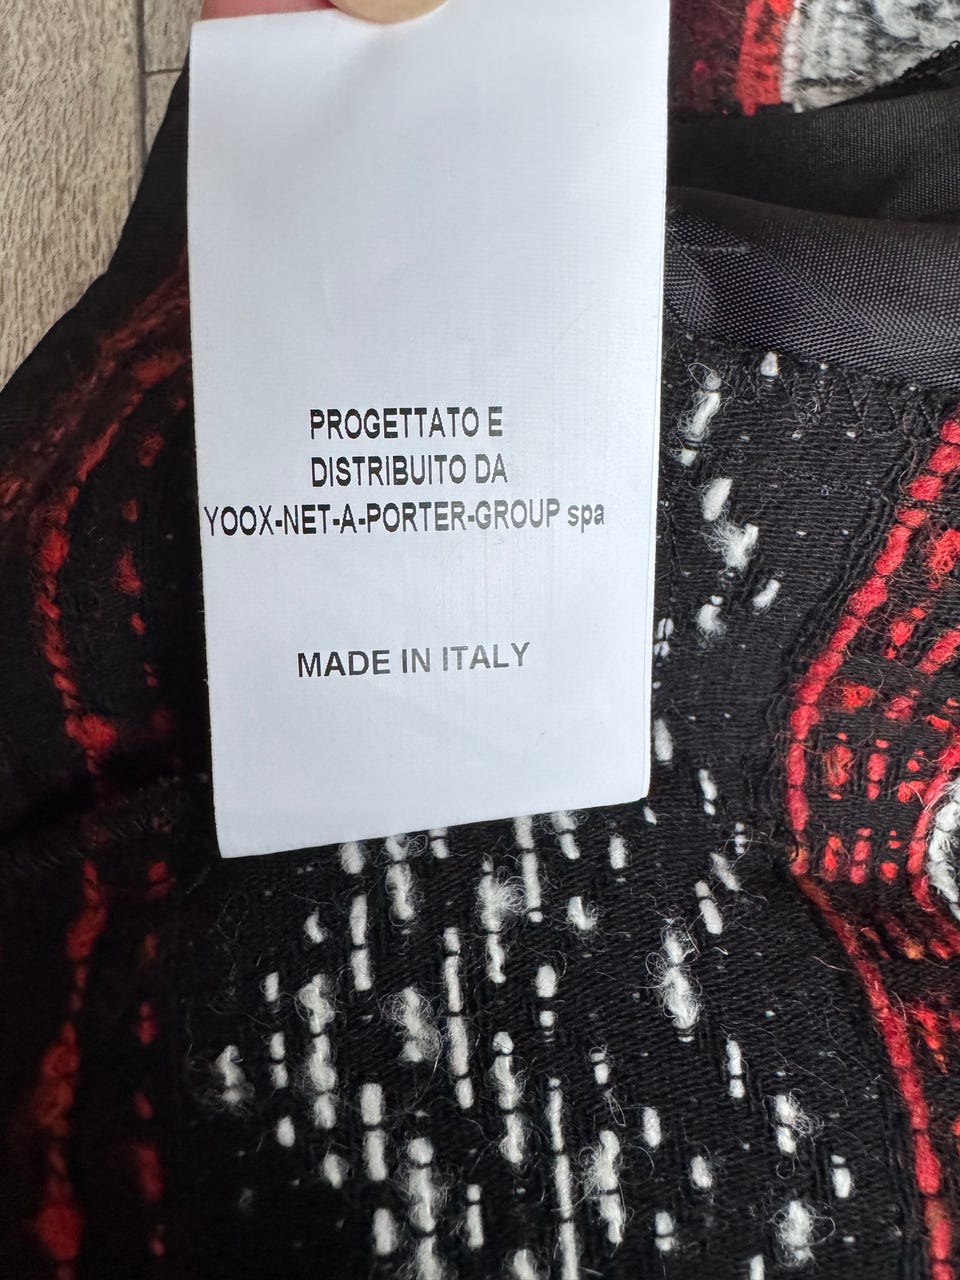 PROGETTATO E
DISTRIBUITO DA
YOOX-NET-A-PORTER-GROUP spa
MADE IN ITALY